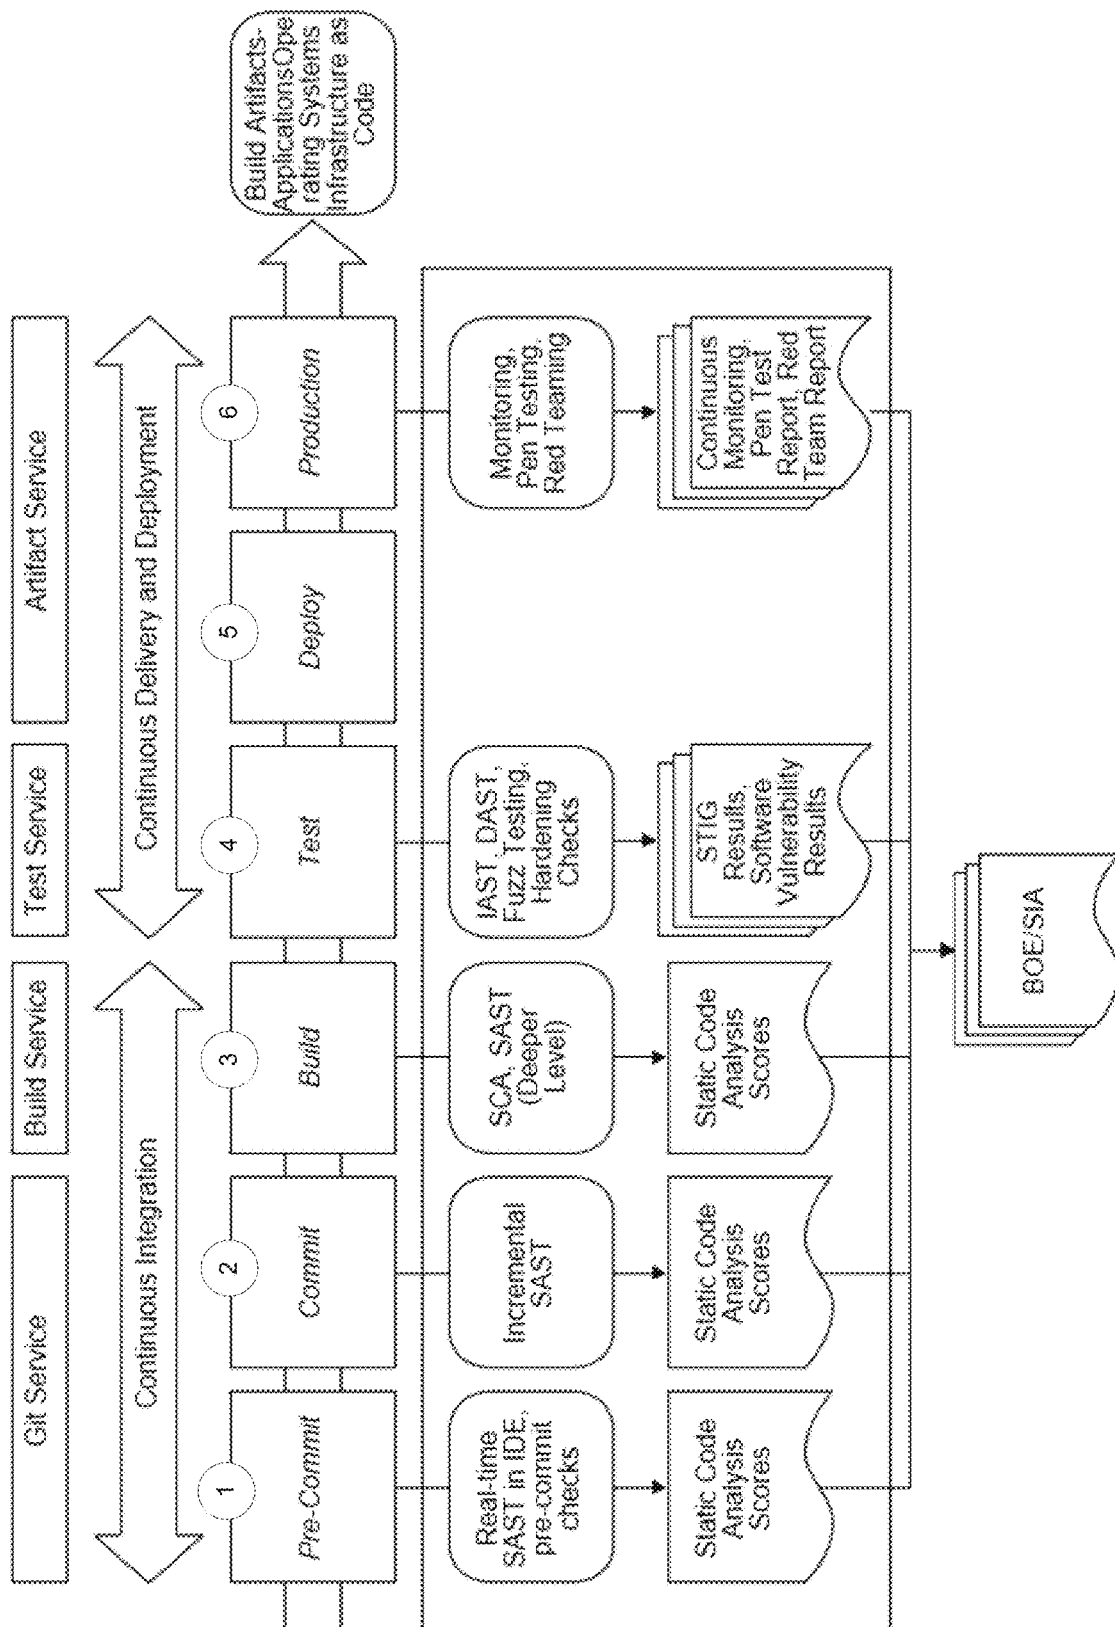 Git Service
Build Service
Test Service
Artifact Service
Continuous Integration
Continuous Delivery and Deployment
1
2
3
4
5
6
Pre-Commit
Commit
Build
Test
Deploy
Production
Build Artifacts-
ApplicationsOpe
rating Systems
Infrastructure as
Code
Real-time
SAST in IDE,
pre-commit
checks
Incremental
SAST
SCA, SAST
(Deeper
Level)
IAST, DAST,
Fuzz Testing,
Hardening
Checks
Monitoring,
Pen Testing,
Red Teaming
Static Code
Analysis
Scores
Static Code
Analysis
Scores
Static Code
Analysis
Scores
STIG
Results,
Software
Vulnerability
Results
Continuous
Monitoring,
Pen Test
Report, Red
Team Report
BOE/SIA